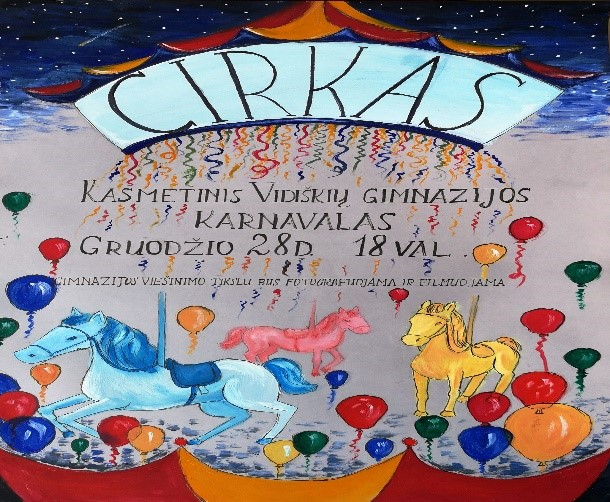 CIRKAS
KASMETINIS VIDIŠKIŲ GIMNAZIJOS
KARNAVALAS
GRUODŽIO 28D. 18 VAL.
GIMNAZIJOS VIEŠINIMO TIKSLU BUS FOTOGRAFUOJAMA IR FILMUOJAMA